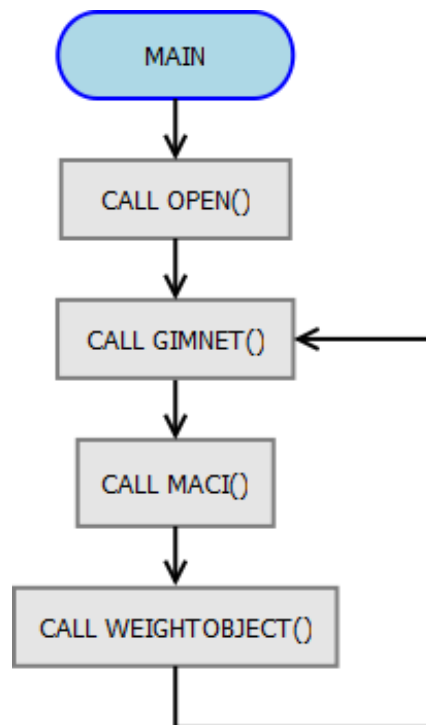 MAIN
CALL OPEN()
CALL GIMNET()
CALL MACI()
CALL WEIGHTOBJECT()